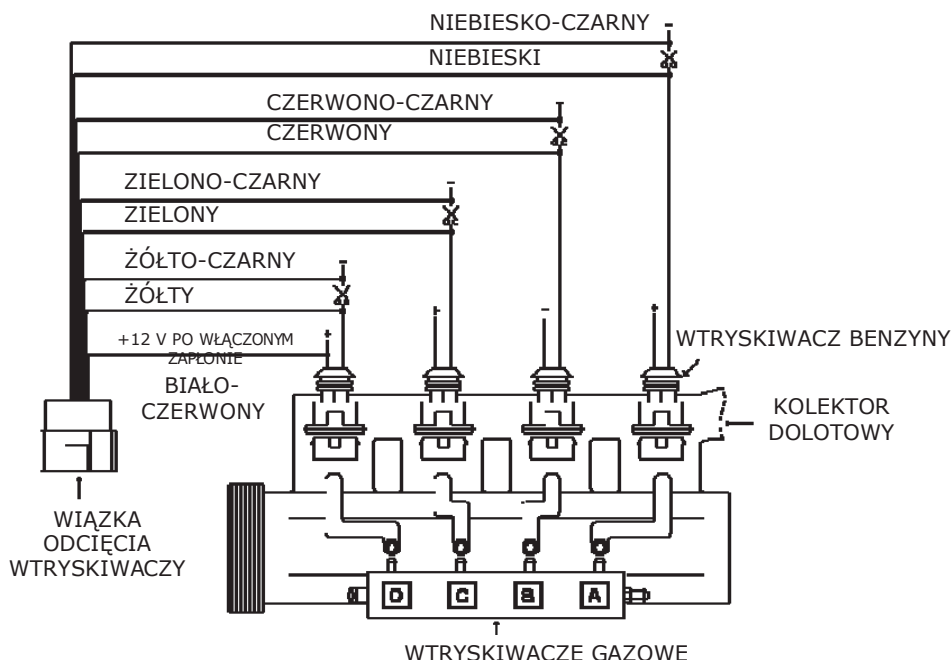 NIEBIESKO-CZARNY
NIEBIESKI
CZERWONO-CZARNY
CZERWONY
ZIELONO-CZARNY
ZIELONY
ŻÓŁTO-CZARNY
ŻÓŁTY
+12 V PO WŁĄCZONYM
ZAPŁONIE
BIAŁO-
CZERWONY
WTRYSKIWACZ BENZYNY
KOLEKTOR
DOLOTOWY
WIĄZKA
ODCIĘCIA
WTRYSKIWACZY
D C B A
WTRYSKIWACZE GAZOWE